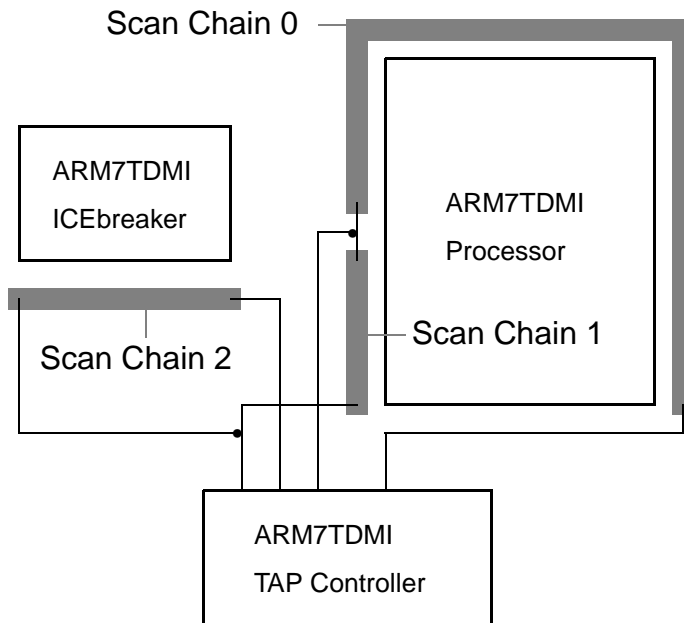 Scan Chain 0
ARM7TDMI
ICEbreaker
ARM7TDMI
Processor
Scan Chain 1
Scan Chain 2
ARM7TDMI
TAP Controller